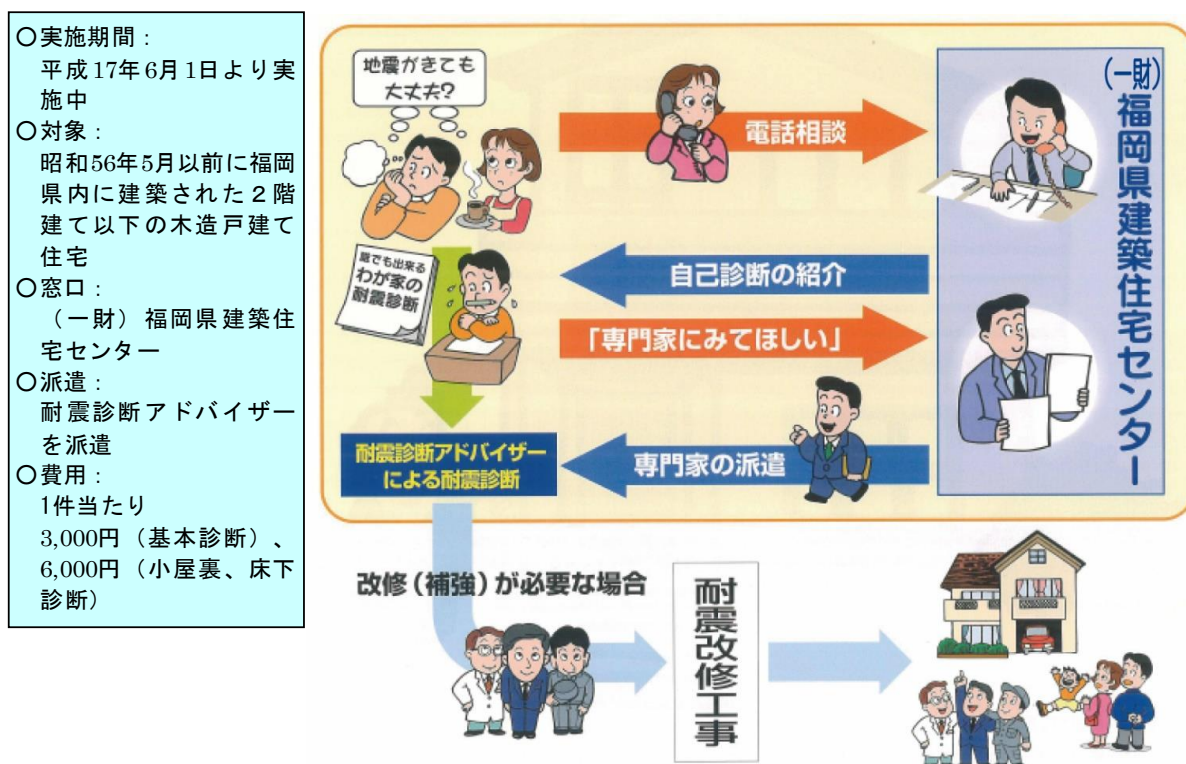 〇実施期間：
平成17年6月1日より実
施中
〇対象：
昭和56年5月以前に福岡
県内に建築された２階
建て以下の木造戸建て
住宅
〇窓口：
（一財）福岡県建築住
宅センター
〇派遣：
耐震診断アドバイザー
を派遣
〇費用：
1件当たり
3,000円（基本診断）、
6,000円（小屋裏、床下
診断）
地震がきても
大丈夫?
電話相談
(一財)
福岡県建築住宅センター
誰でも出来る
わが家の
耐震診断
自己診断の紹介
「専門家にみてほしい」
耐震診断アドバイザー
による耐震診断
専門家の派遣
改修(補強)が必要な場合
耐震改修工事